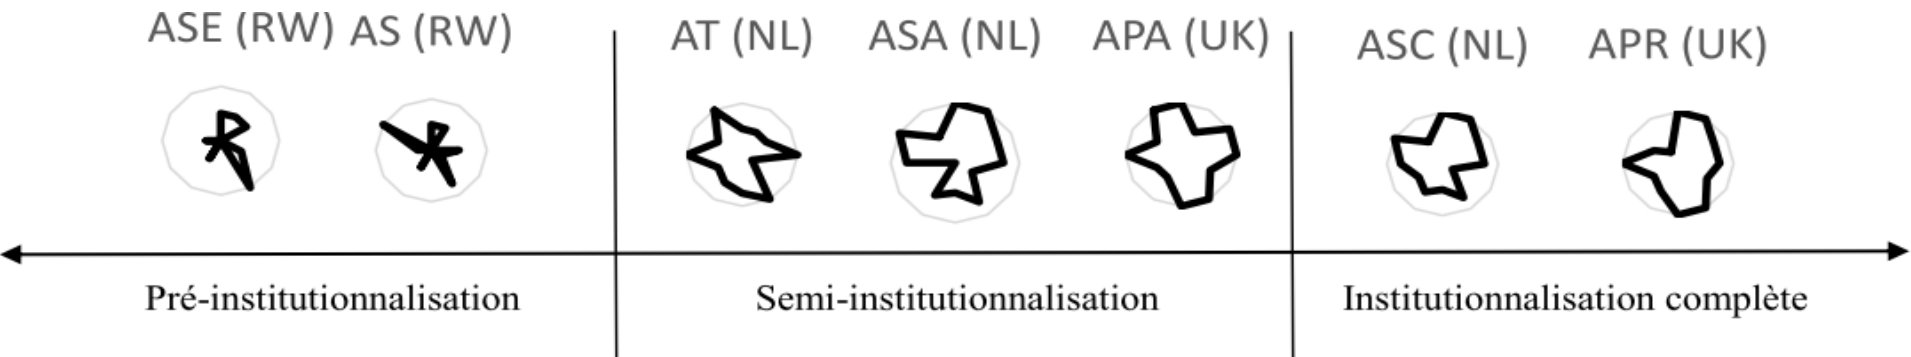 ASE (RW) AS (RW) AT (NL) ASA (NL) APA (UK) ASC (NL) APR (UK)
Pré-institutionnalisation Semi-institutionnalisation Institutionnalisation complète